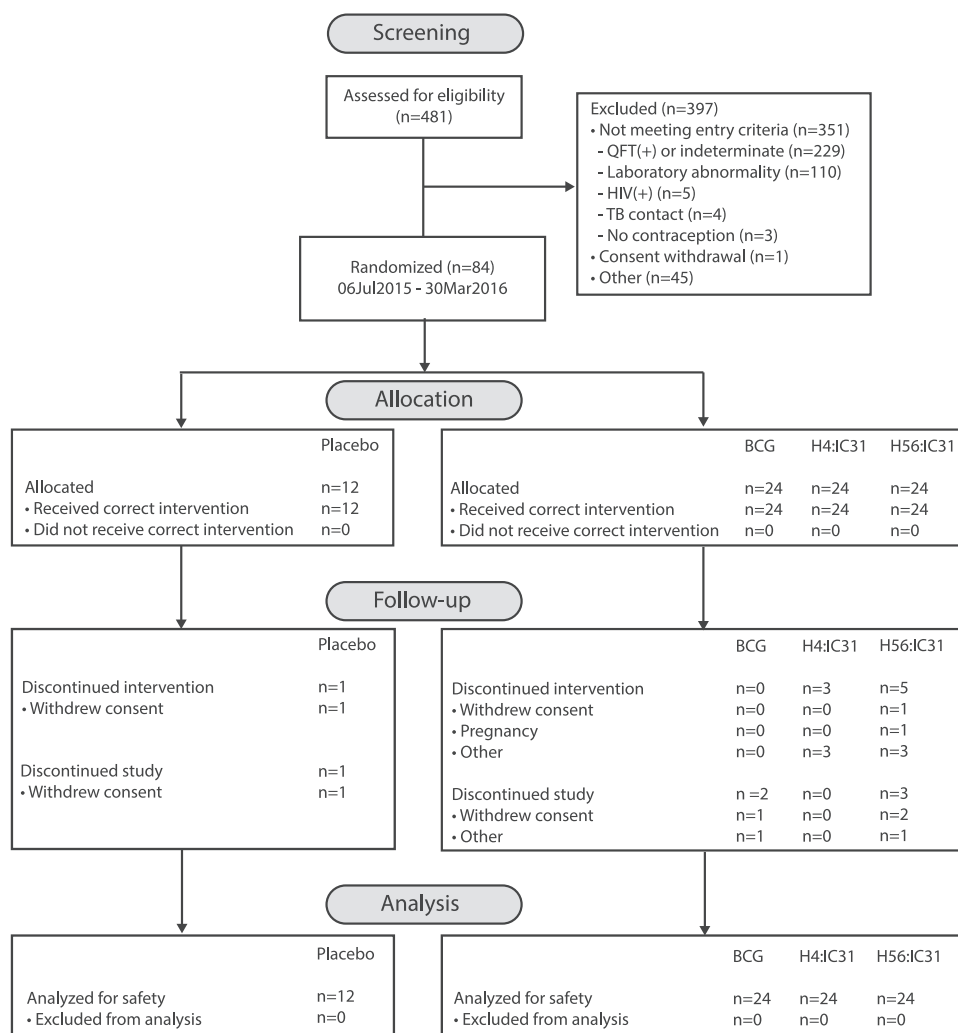 Screening
Assessed for eligibility
(n=481)
Excluded (n=397)
• Not meeting entry criteria (n=351)
- QFT(+) or indeterminate (n=229)
- Laboratory abnormality (n=110)
- HIV(+) (n=5)
- TB contact (n=4)
- No contraception (n=3)
• Consent withdrawal (n=1)
• Other (n=45)
Randomized (n=84)
06Jul2015 - 30Mar2016
Allocation
Placebo
Allocated n=12
• Received correct intervention n=12
• Did not receive correct intervention n=0
BCG H4:IC31 H56:IC31
Allocated n=24 n=24 n=24
• Received correct intervention n=24 n=24 n=24
• Did not receive correct intervention n=0 n=0 n=0
Follow-up
Placebo
Discontinued intervention n=1
• Withdrew consent n=1
Discontinued study n=1
• Withdrew consent n=1
BCG H4:IC31 H56:IC31
Discontinued intervention n=0 n=3 n=5
• Withdrew consent n=0 n=0 n=1
• Pregnancy n=0 n=0 n=1
• Other n=0 n=3 n=3
Discontinued study n =2 n=0 n=3
• Withdrew consent n=1 n=0 n=2
• Other n=1 n=0 n=1
Analysis
Placebo
Analyzed for safety n=12
• Excluded from analysis n=0
BCG H4:IC31 H56:IC31
Analyzed for safety n=24 n=24 n=24
• Excluded from analysis n=0 n=0 n=0